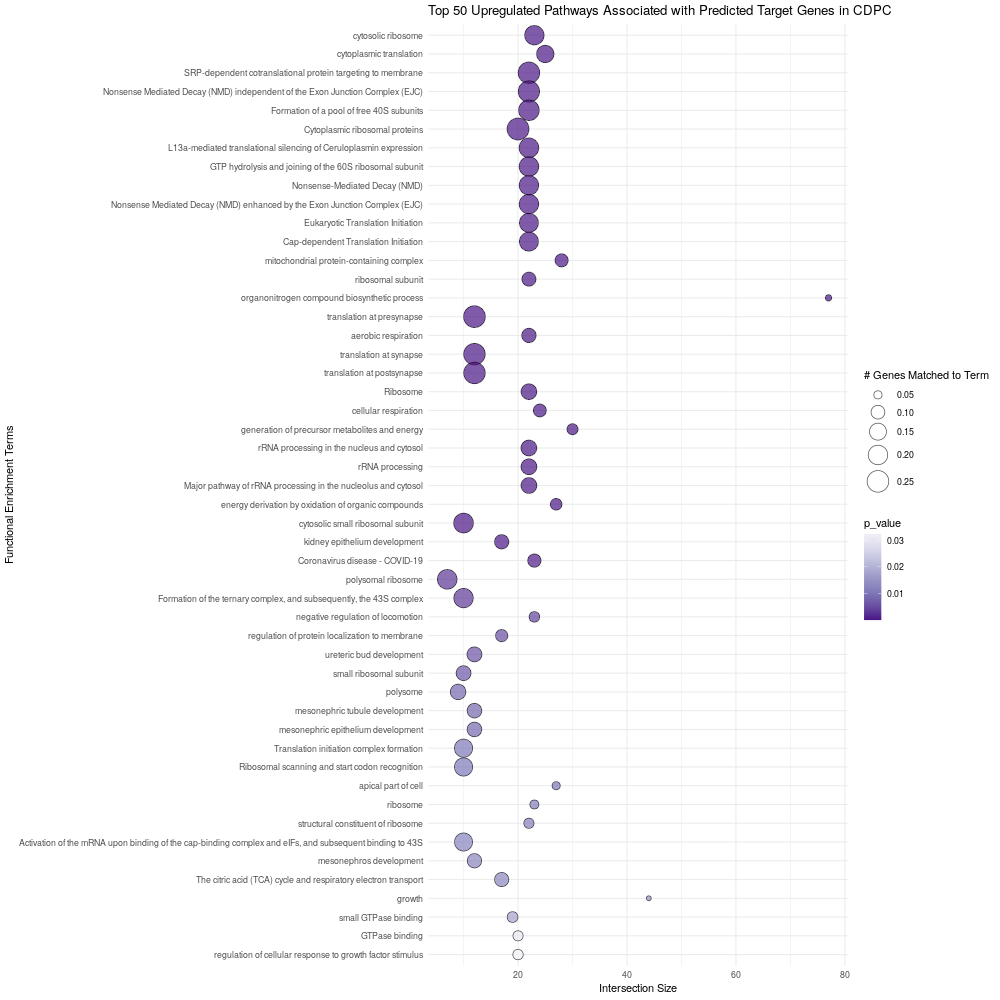 Top 50 Upregulated Pathways Associated with Predicted Target Genes in CDPC
cytosolic ribosome
cytoplasmic translation
SRP-dependent cotranslational protein targeting to membrane
Nonsense Mediated Decay (NMD) independent of the Exon Junction Complex (EJC)
Formation of a pool of free 40S subunits
Cytoplasmic ribosomal proteins
L13a-mediated translational silencing of Ceruloplasmin expression
GTP hydrolysis and joining of the 60S ribosomal subunit
Nonsense-Mediated Decay (NMD)
Nonsense Mediated Decay (NMD) enhanced by the Exon Junction Complex (EJC)
Eukaryotic Translation Initiation
Cap-dependent Translation Initiation
mitochondrial protein-containing complex
ribosomal subunit
organonitrogen compound biosynthetic process
translation at presynapse
aerobic respiration
translation at synapse
translation at postsynapse
Ribosome
cellular respiration
generation of precursor metabolites and energy
rRNA processing in the nucleus and cytosol
rRNA processing
Major pathway of rRNA processing in the nucleolus and cytosol
energy derivation by oxidation of organic compounds
cytosolic small ribosomal subunit
kidney epithelium development
Coronavirus disease - COVID-19
polysomal ribosome
Formation of the ternary complex, and subsequently, the 43S complex
negative regulation of locomotion
regulation of protein localization to membrane
ureteric bud development
small ribosomal subunit
polysome
mesonephric tubule development
mesonephric epithelium development
Translation initiation complex formation
Ribosomal scanning and start codon recognition
apical part of cell
ribosome
structural constituent of ribosome
Activation of the mRNA upon binding of the cap-binding complex and eIFs, and subsequent binding to 43S
mesonephros development
The citric acid (TCA) cycle and respiratory electron transport
growth
small GTPase binding
GTPase binding
regulation of cellular response to growth factor stimulus
20 40 60 80
Intersection Size
Functional Enrichment Terms
# Genes Matched to Term
0.05
0.10
0.15
0.20
0.25
p_value
0.03
0.02
0.01